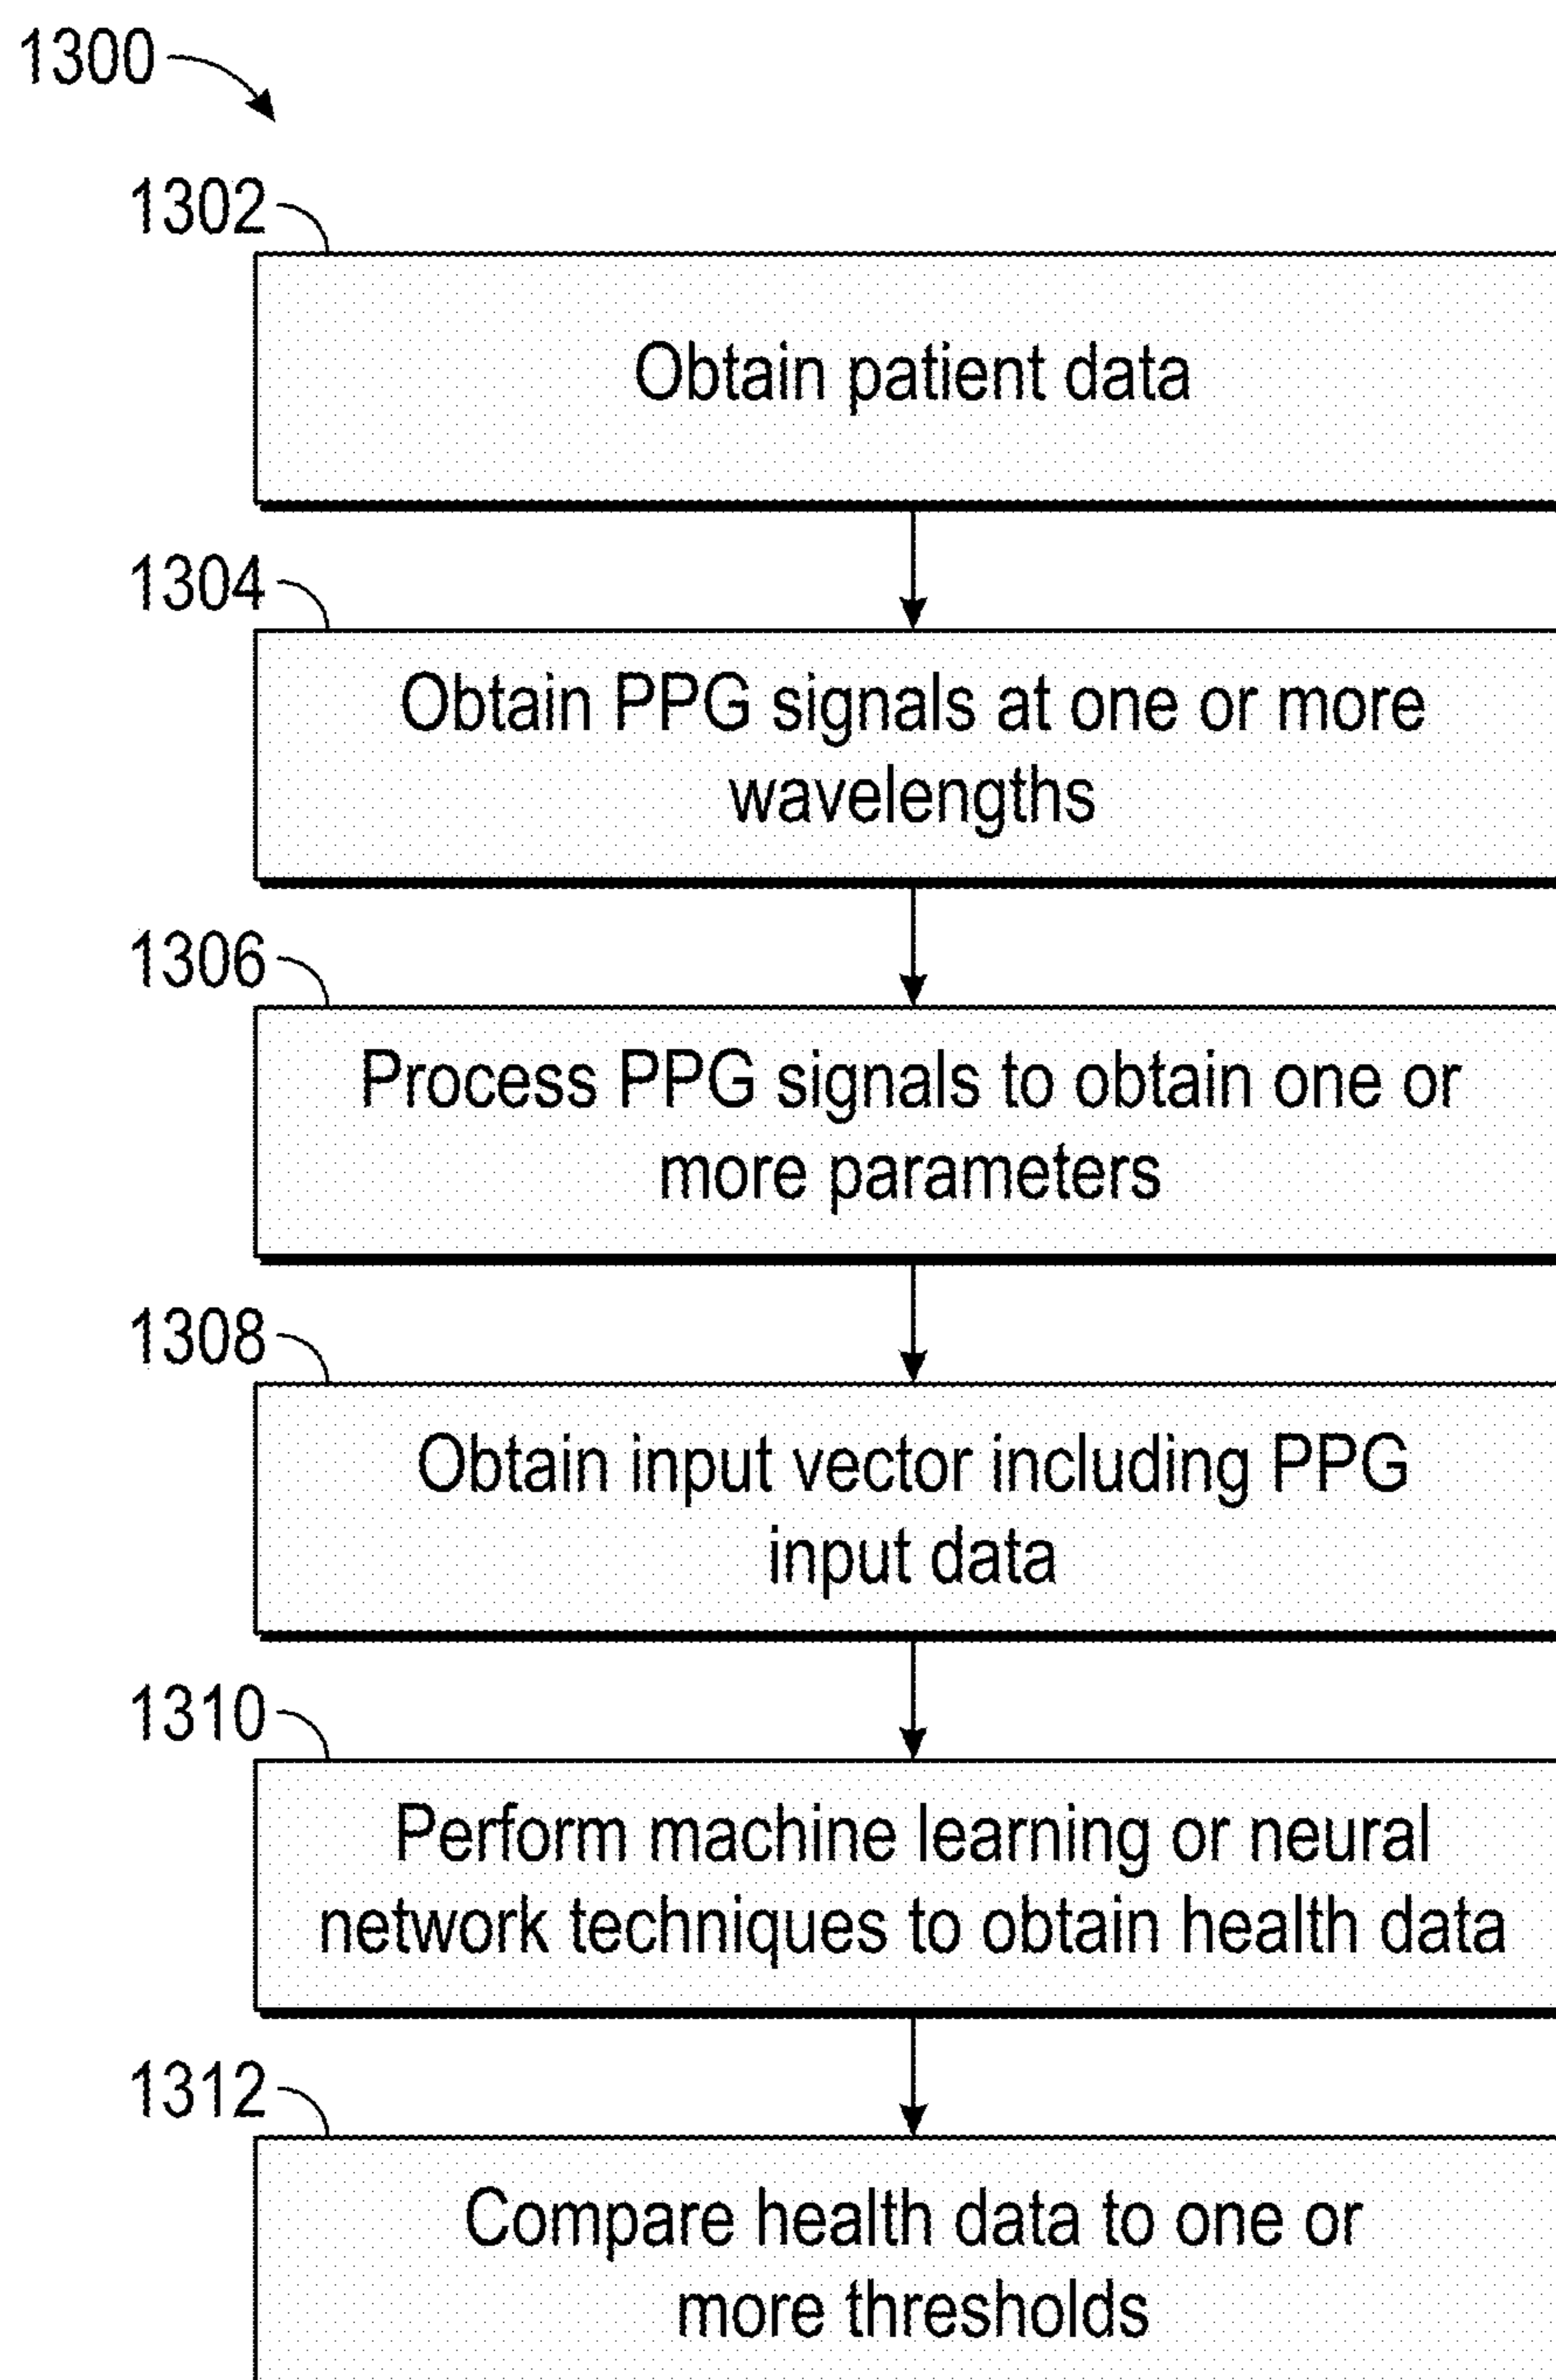 1300
1302
Obtain patient data
1304
Obtain PPG signals at one or more
wavelengths
1306
Process PPG signals to obtain one or
more parameters
1308
Obtain input vector including PPG
input data
1310
Perform machine learning or neural
network techniques to obtain health data
1312
Compare health data to one or
more thresholds